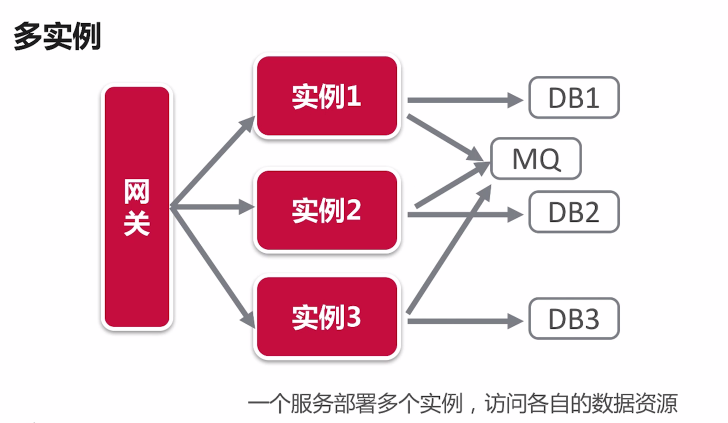 多实例
网
关
实例1
实例2
实例3
DB1
MQ
DB2
DB3
一个服务部署多个实例，访问各自的数据资源